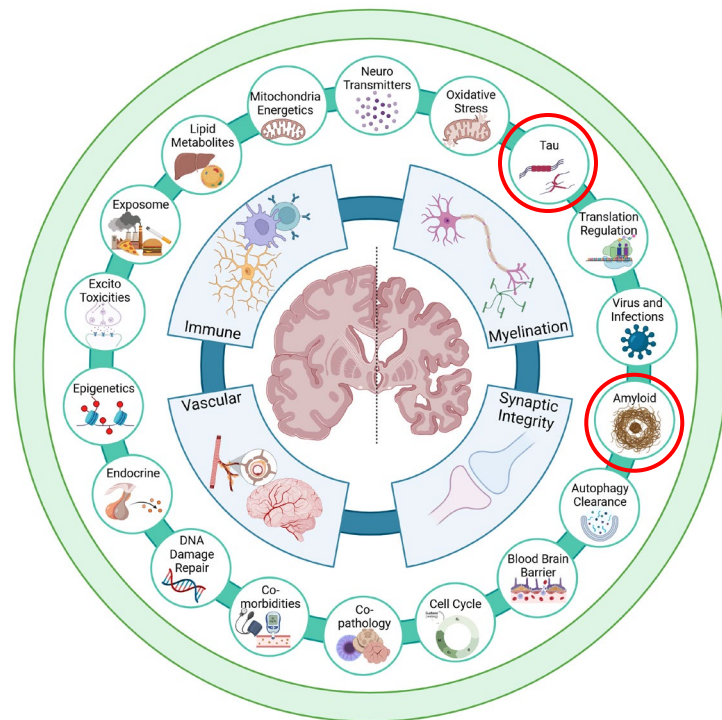 Neuro
Transmitters
Oxidative
Stress
Tau
Translation
Regulation
Virus and
Infections
Amyloid
Autophagy
Clearance
Blood Brain
Barrier
Cell Cycle
Co-
pathology
Co-
morbidities
DNA
Damage
Repair
Endocrine
Epigenetics
Excito
Toxicities
Exposome
Lipid
Metabolites
Mitochondria
Energetics
Immune
Myelination
Vascular
Synaptic
Integrity